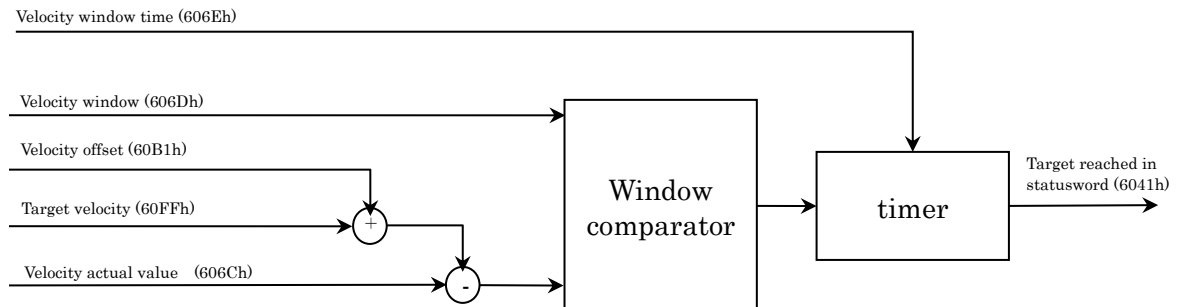 Velocity window time (606Eh)
Velocity window (606Dh)
Velocity offset (60B1h)
Target velocity (60FFh)
+
Velocity actual value (606Ch)
-
Window
comparator
timer
Target reached in
statusword (6041h)